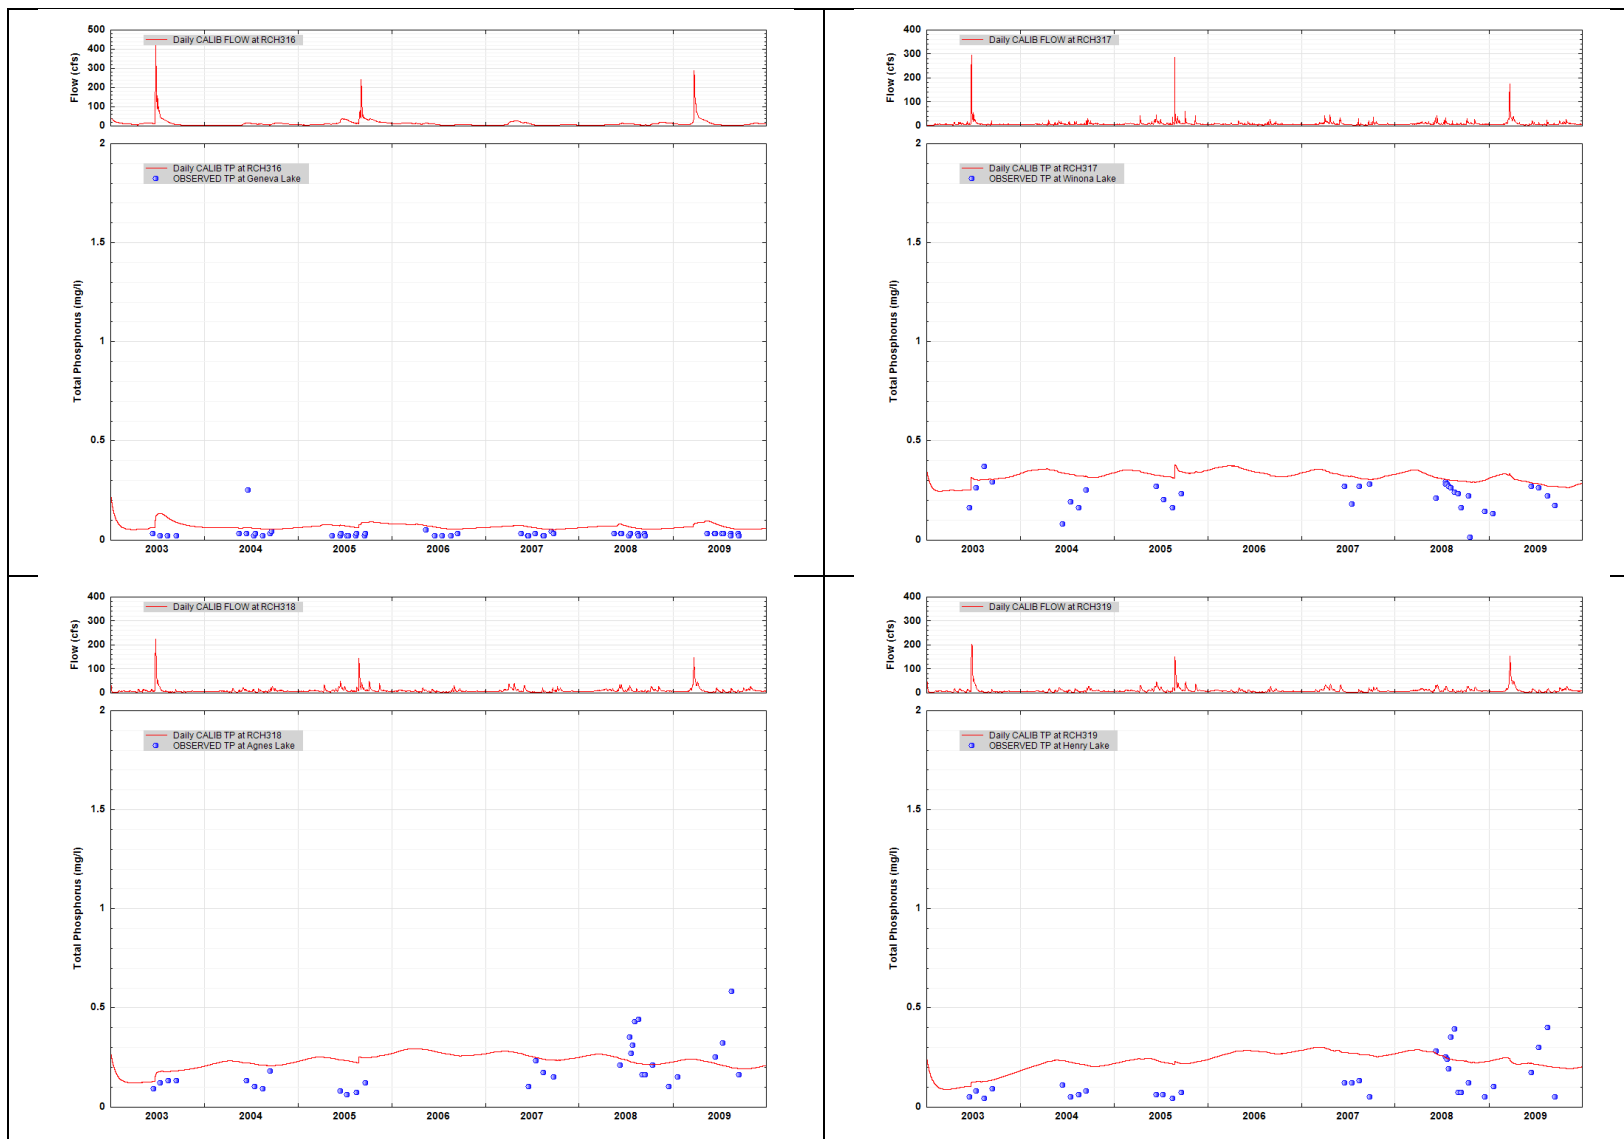 500
400
300
200
100
0
Flow (cfs)
Daily CALIB FLOW at RCH316
2
1.5
1
0.5
0
Total Phosphorus (mg/l)
Daily CALIB TP at RCH316
OBSERVED TP at Geneva Lake
2003 2004 2005 2006 2007 2008 2009
400
300
200
100
0
Flow (cfs)
Daily CALIB FLOW at RCH317
2
1.5
1
0.5
0
Total Phosphorus (mg/l)
Daily CALIB TP at RCH317
OBSERVED TP at Winona Lake
2003 2004 2005 2006 2007 2008 2009
400
300
200
100
0
Flow (cfs)
Daily CALIB FLOW at RCH318
2
1.5
1
0.5
0
Total Phosphorus (mg/l)
Daily CALIB TP at RCH318
OBSERVED TP at Agnes Lake
2003 2004 2005 2006 2007 2008 2009
400
300
200
100
0
Flow (cfs)
Daily CALIB FLOW at RCH319
2
1.5
1
0.5
0
Total Phosphorus (mg/l)
Daily CALIB TP at RCH319
OBSERVED TP at Henry Lake
2003 2004 2005 2006 2007 2008 2009